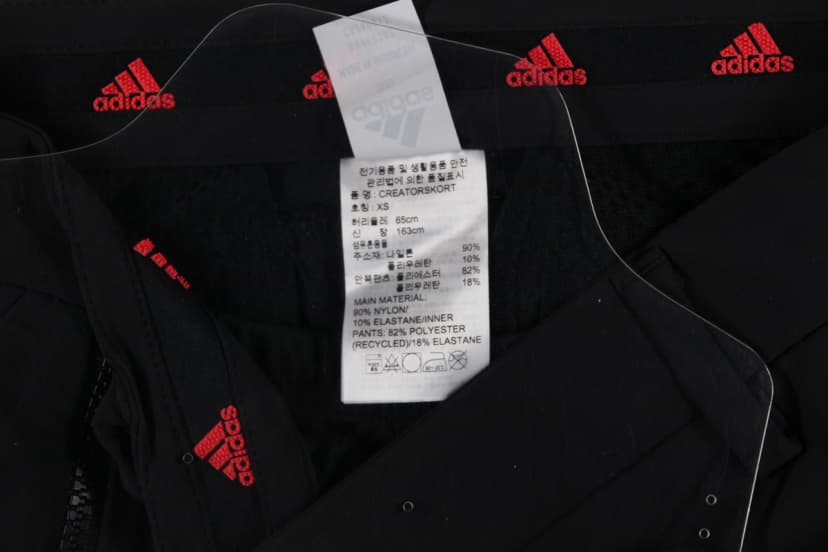 adidas
adidas
adidas
adidas
adidas
전기용품 및 생활용품 안전
관리법에 의한 품질표시
품 명 : CREATORSKORT
호칭 : XS
허리둘레 65cm
신 장 163cm
섬유혼용율
주소재: 나일론 90%
폴리우레탄 10%
안쪽팬츠: 폴리에스터 82%
폴리우레탄 18%
MAIN MATERIAL:
90% NYLON/
10% ELASTANE/INNER
PANTS: 82% POLYESTER
(RECYCLED)/18% ELASTANE
adidas